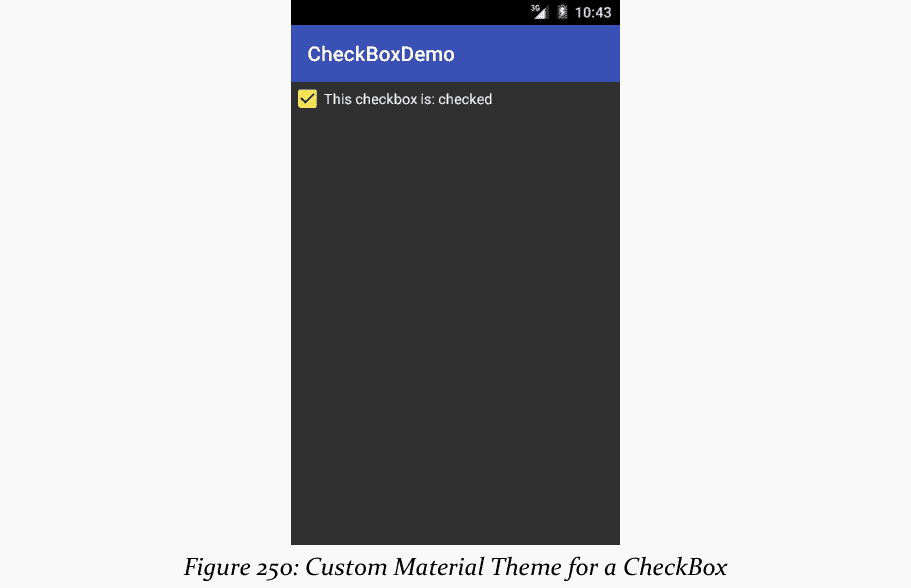 3G 10:43
CheckBoxDemo
This checkbox is: checked
Figure 250: Custom Material Theme for a CheckBox